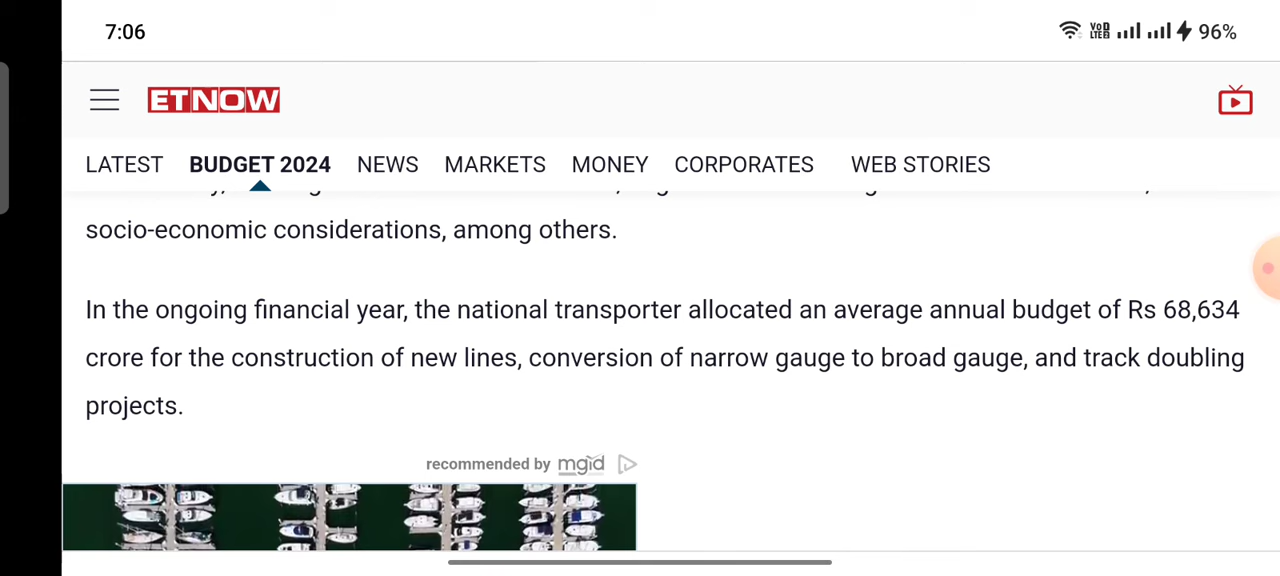 7:06
96%
ETNOW
LATEST BUDGET 2024 NEWS MARKETS MONEY CORPORATES WEB STORIES
socio-economic considerations, among others.
In the ongoing financial year, the national transporter allocated an average annual budget of Rs 68,634
crore for the construction of new lines, conversion of narrow gauge to broad gauge, and track doubling
projects.
recommended by mgid